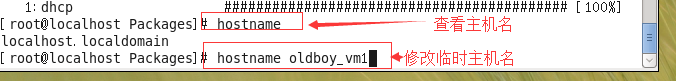 1: dhcp ########################################### [100%]
[root@localhost Packages]# hostname 查看主机名
localhost.localdomain
[root@localhost Packages]# hostname oldboy_vm1 修改临时主机名